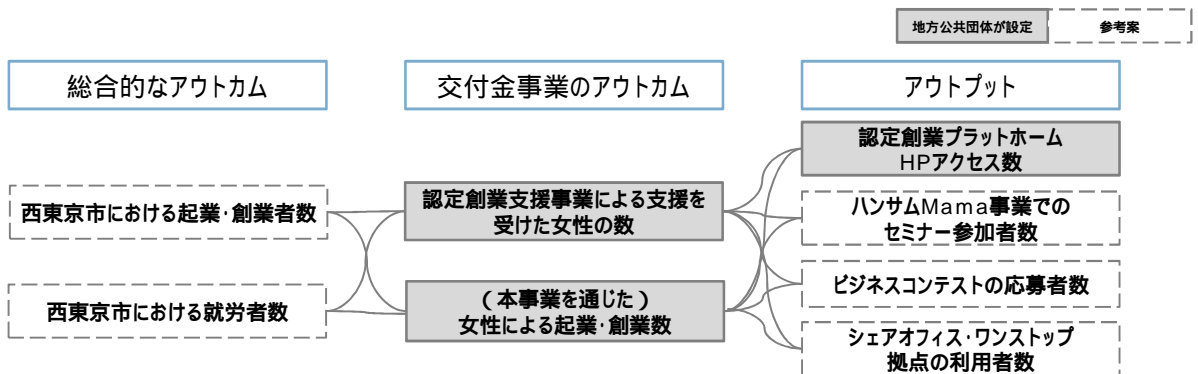 地方公共団体が設定
参考案
総合的なアウトカム
交付金事業のアウトカム
アウトプット
西東京市における起業・創業者数
西東京市における就労者数
認定創業支援事業による支援を
受けた女性の数
（本事業を通じた）
女性による起業・創業数
認定創業プラットホーム
HPアクセス数
ハンサムMama事業での
セミナー参加者数
ビジネスコンテストの応募者数
シェアオフィス・ワンストップ
拠点の利用者数